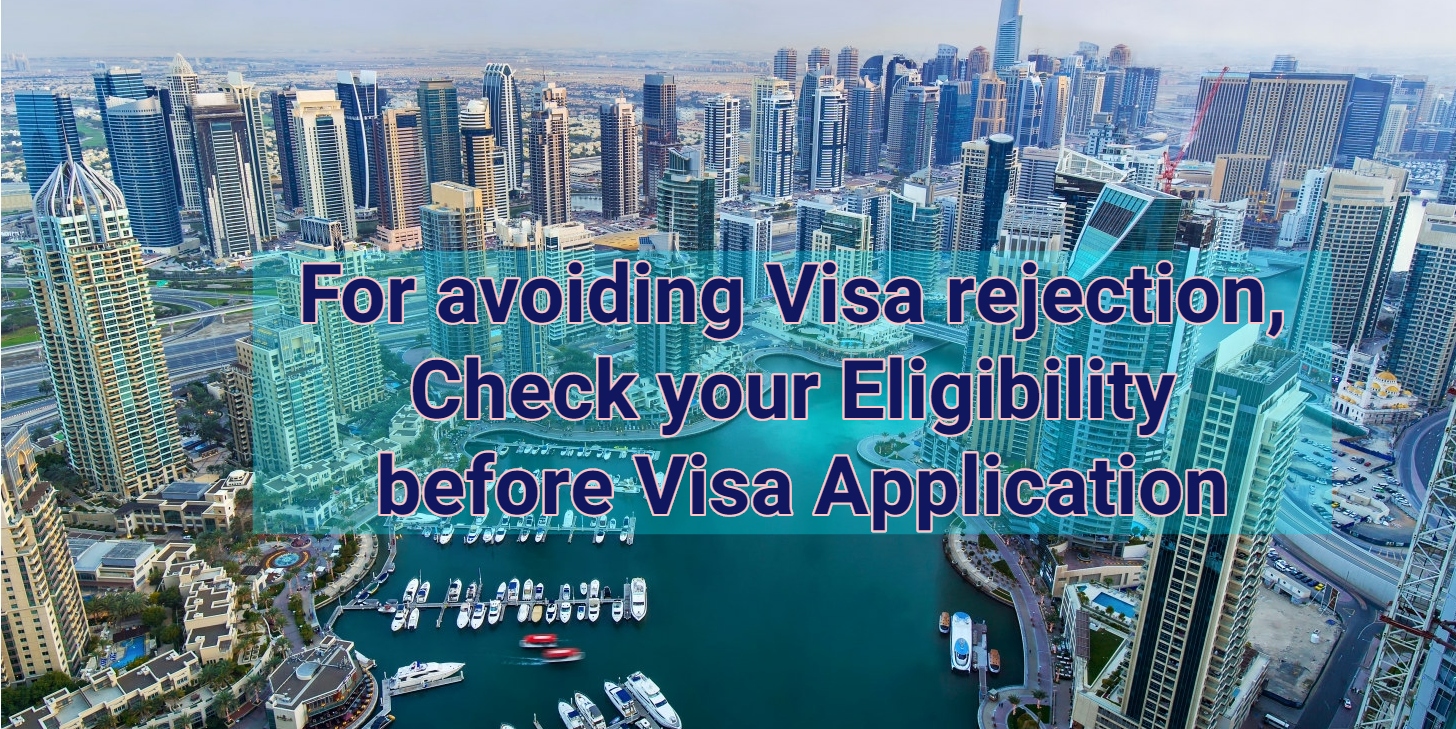 For avoiding Visa rejection,
Check your Eligibility
before Visa Application